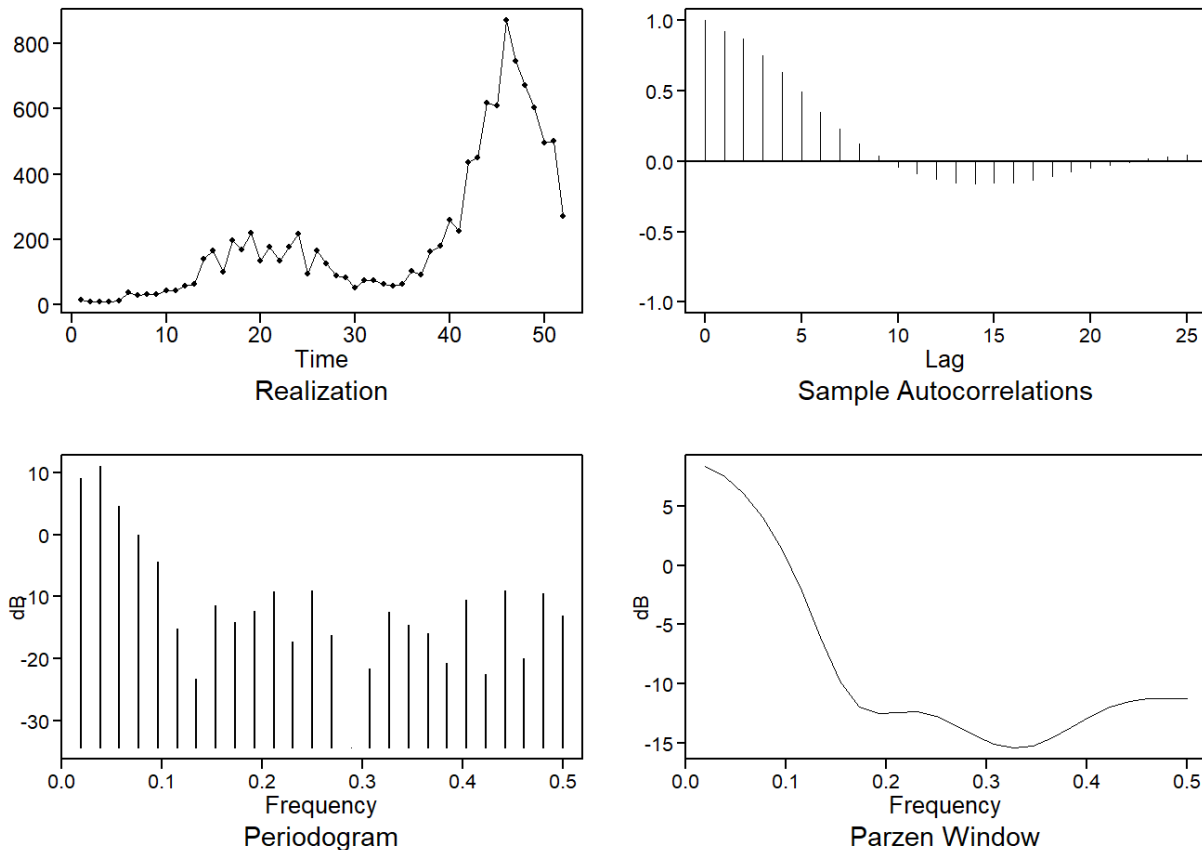 800
600
400
200
0
0 10 20 30 40 50
Time
Realization
1.0
0.5
0.0
-0.5
-1.0
0 5 10 15 20 25
Lag
Sample Autocorrelations
10
0
-10
-20
-30
dB
0.0 0.1 0.2 0.3 0.4 0.5
Frequency
Periodogram
5
0
-5
-10
-15
dB
0.0 0.1 0.2 0.3 0.4 0.5
Frequency
Parzen Window